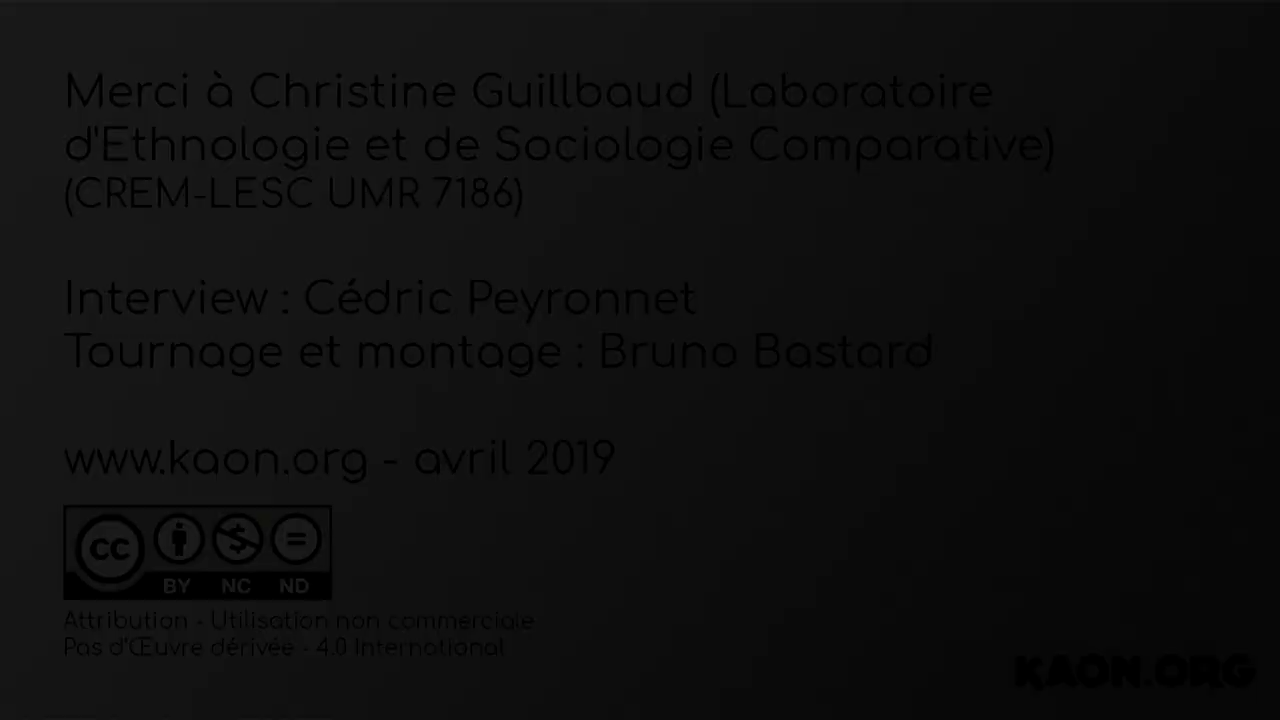 Merci à Christine Guillbaud (Laboratoire
d'Ethnologie et de Sociologie Comparative)
(CREM-LESC UMR 7186)
Interview : Cédric Peyronnet
Tournage et montage : Bruno Bastard
www.kaon.org - avril 2019
cc
BY NC ND
Attribution - Utilisation non commerciale
Pas d'Œuvre dérivée - 4.0 International
KAON.ORG